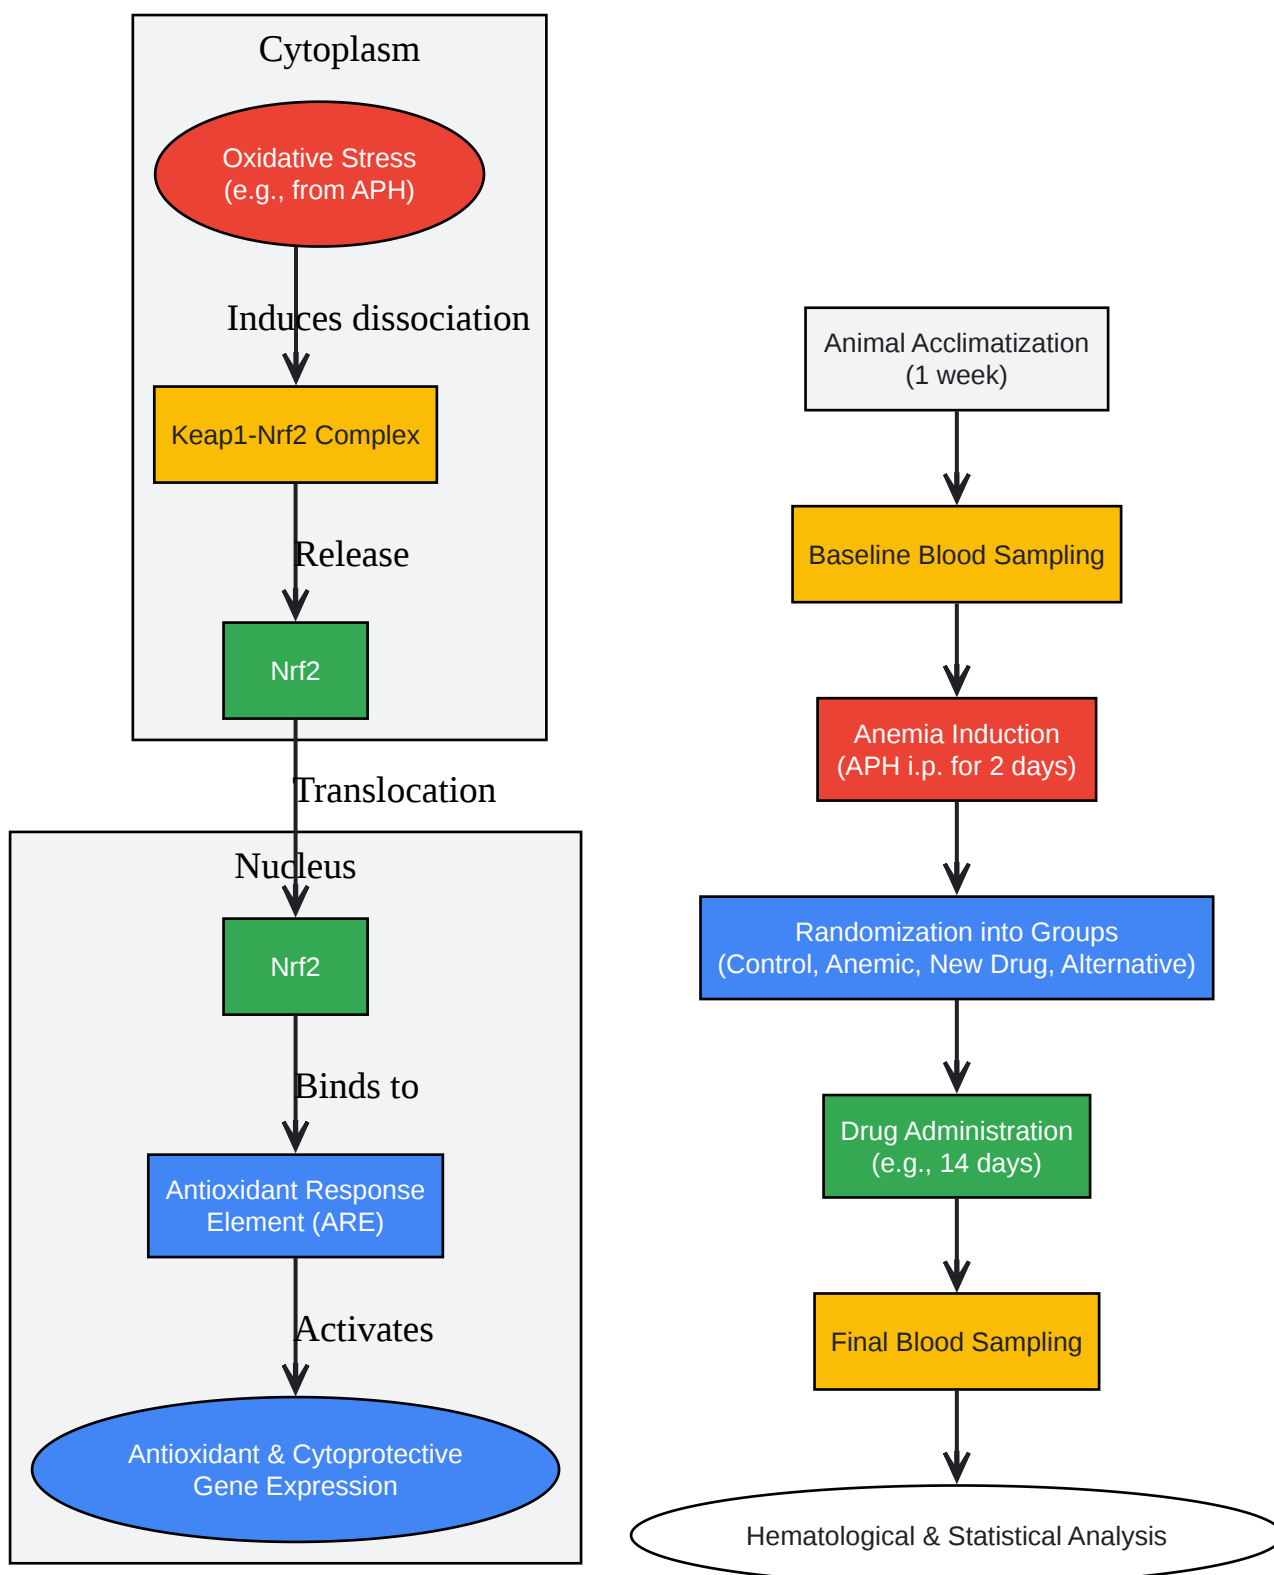 Cytoplasm
Oxidative Stress
(e.g., from APH)
Induces dissociation
Keap1-Nrf2 Complex
Release
Nrf2
Translocation
Nucleus
Nrf2
Binds to
Antioxidant Response
Element (ARE)
Activates
Antioxidant & Cytoprotective
Gene Expression
Animal Acclimatization
(1 week)
Baseline Blood Sampling
Anemia Induction
(APH i.p. for 2 days)
Randomization into Groups
(Control, Anemic, New Drug, Alternative)
Drug Administration
(e.g., 14 days)
Final Blood Sampling
Hematological & Statistical Analysis